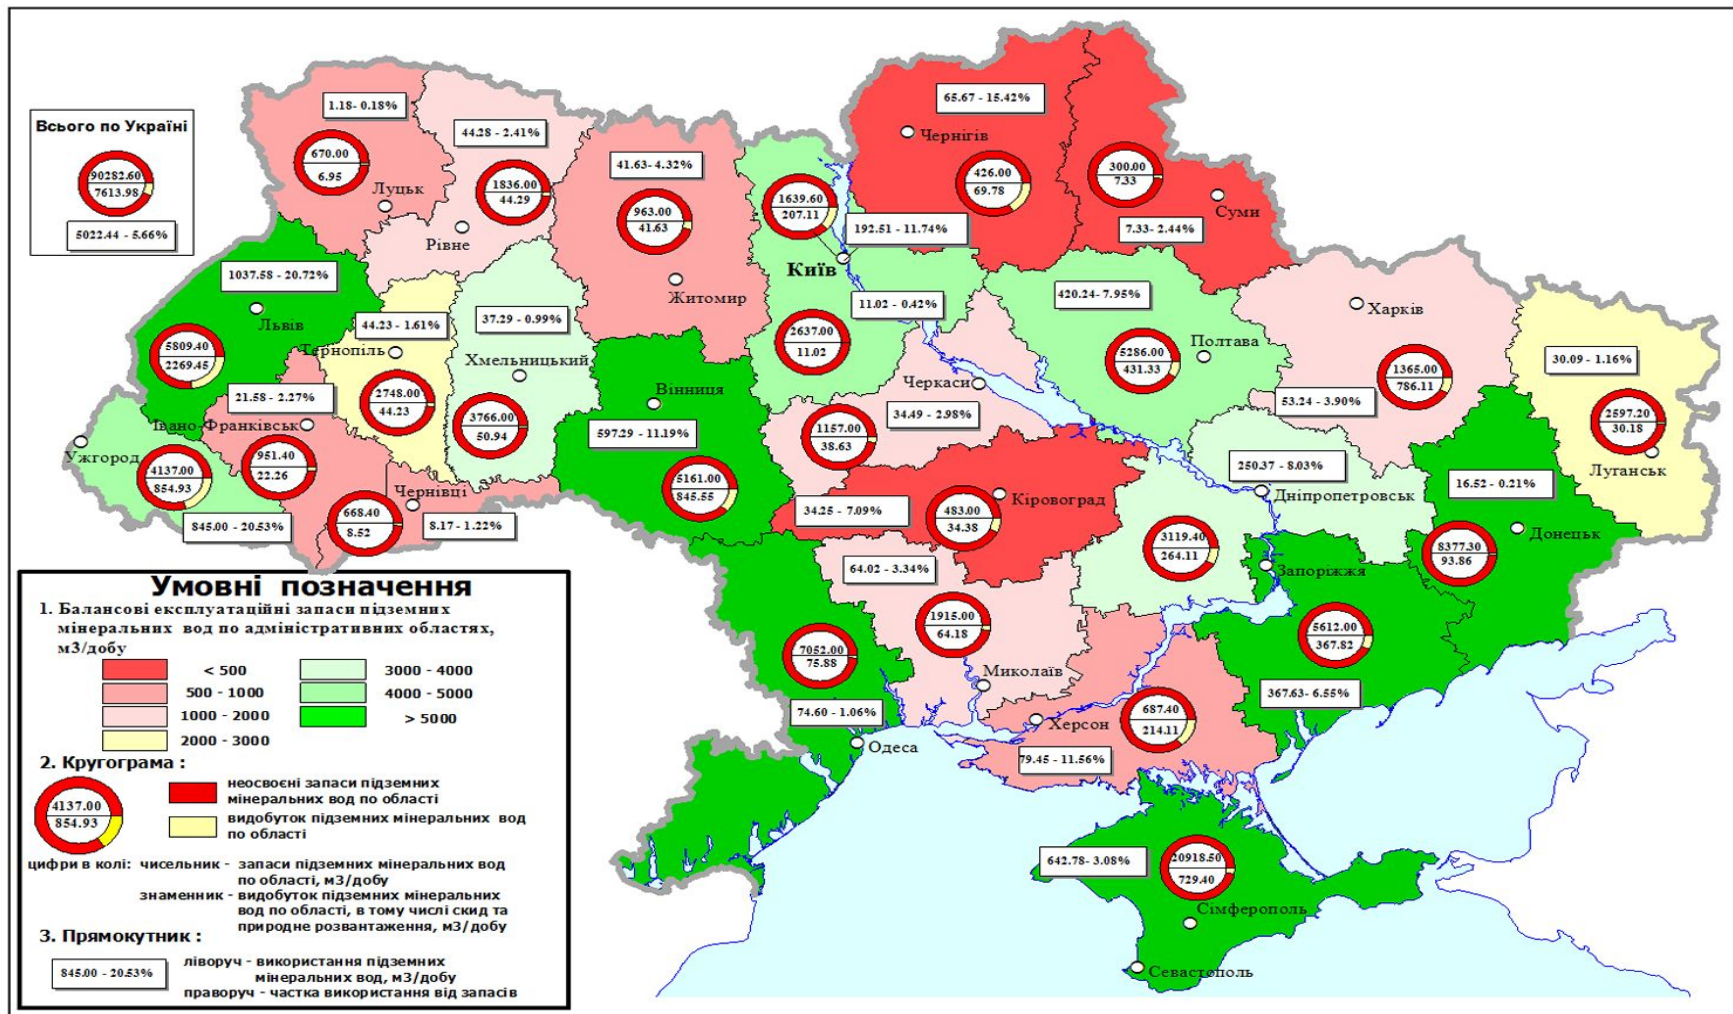 Всього по Україні
90282.60
7613.98
5022.44 - 5.66%
1.18- 0.18%
670.00
6.95
Луцьк
44.28 - 2.41%
1836.00
44.29
Рівне
41.63- 4.32%
963.00
41.63
Житомир
1639.60
207.11
192.51 - 11.74%
Київ
2637.00
11.02
11.02 - 0.42%
65.67 - 15.42%
Чернігів
426.00
69.78
300.00
7.33
Суми
7.33- 2.44%
1037.58 - 20.72%
Львів
5809.40
2269.45
44.23 - 1.61%
Тернопіль
2748.00
44.23
37.29 - 0.99%
Хмельницький
3766.00
50.94
Вінниця
597.29 - 11.19%
5161.00
845.55
Черкаси
34.49 - 2.98%
1157.00
38.63
420.24- 7.95%
5286.00
431.33
Полтава
Харків
1365.00
786.11
53.24 - 3.90%
30.09 - 1.16%
2597.20
30.18
Луганськ
21.58 - 2.27%
Івано-Франківськ
951.40
22.26
Ужгород
4137.00
854.93
845.00 - 20.53%
668.40
8.52
Чернівці
8.17 - 1.22%
34.25 - 7.09%
483.00
34.38
Кіровоград
250.37 - 8.03%
Дніпропетровськ
3119.40
264.11
16.52 - 0.21%
8377.30
93.86
Донецьк
Запоріжжя
5612.00
367.82
367.63- 6.55%
64.02 - 3.34%
1915.00
64.18
Миколаїв
7052.00
75.88
74.60 - 1.06%
Одеса
Херсон
687.40
214.11
79.45 - 11.56%
642.78- 3.08%
20918.50
729.40
Сімферополь
Севастополь
Умовні позначення
1. Балансові експлуатаційні запаси підземних
мінеральних вод по адміністративних областях,
м3/добу
< 500
500 - 1000
1000 - 2000
2000 - 3000
3000 - 4000
4000 - 5000
> 5000
2. Кругограма :
4137.00
854.93
неосвоєні запаси підземних
мінеральних вод по області
видобуток підземних мінеральних вод
по області
цифри в колі: чисельник - запаси підземних мінеральних вод
по області, м3/добу
знаменник - видобуток підземних мінеральних
вод по області, в тому числі скид та
природне розвантаження, м3/добу
3. Прямокутник :
845.00 - 20.53%
ліворуч - використання підземних
мінеральних вод, м3/добу
праворуч - частка використання від запасів